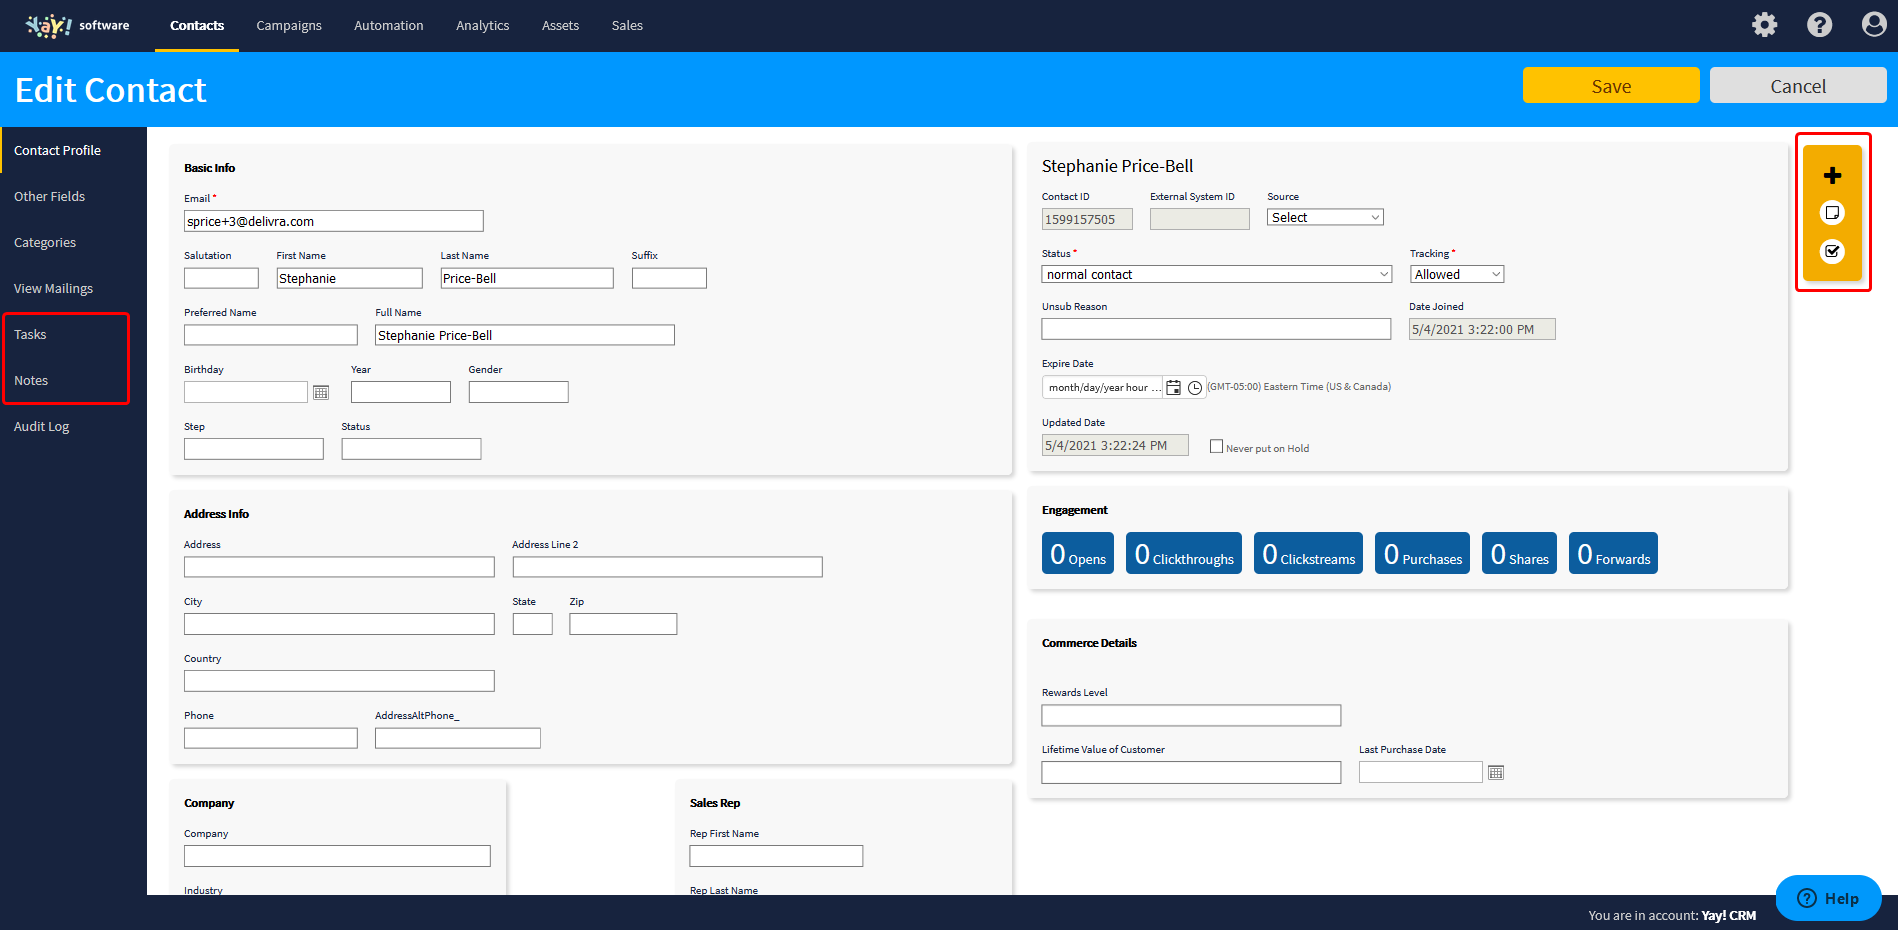 Yay! software
Contacts
Campaigns
Automation
Analytics
Assets
Sales
Edit Contact
Save
Cancel
Contact Profile
Other Fields
Categories
View Mailings
Tasks
Notes
Audit Log
Basic Info
Email *
sprice+3@delivra.com
Salutation First Name Last Name Suffix
Stephanie Price-Bell
Preferred Name Full Name
Stephanie Price-Bell
Birthday Year Gender
Step Status
Address Info
Address Address Line 2
City State Zip
Country
Phone AddressAltPhone_
Company
Company
Industry
Sales Rep
Rep First Name
Rep Last Name
Stephanie Price-Bell
Contact ID External System ID Source
1599157505 Select
Status * Tracking *
normal contact Allowed
Unsub Reason Date Joined
5/4/2021 3:22:00 PM
Expire Date
month/day/year hour ... (GMT-05:00) Eastern Time (US & Canada)
Updated Date
5/4/2021 3:22:24 PM Never put on Hold
Engagement
0 Opens 0 Clickthroughs 0 Clickstreams 0 Purchases 0 Shares 0 Forwards
Commerce Details
Rewards Level
Lifetime Value of Customer Last Purchase Date
? Help
You are in account: Yay! CRM